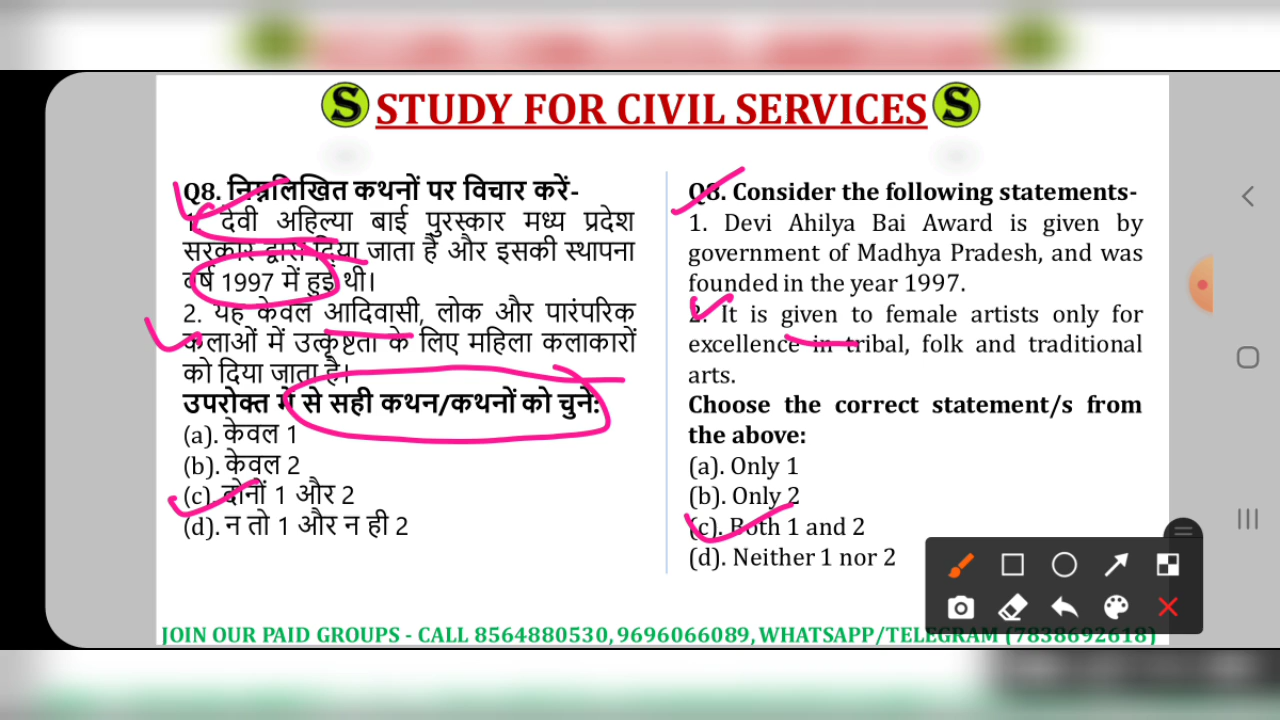 S STUDY FOR CIVIL SERVICES S
Q8. निम्नलिखित कथनों पर विचार करें-
1. देवी अहिल्या बाई पुरस्कार मध्य प्रदेश
सरकार द्वारा दिया जाता है और इसकी स्थापना
वर्ष 1997 में हुई थी।
2. यह केवल आदिवासी, लोक और पारंपरिक
कलाओं में उत्कृष्टता के लिए महिला कलाकारों
को दिया जाता है।
उपरोक्त में से सही कथन/कथनों को चुनें:
(a). केवल 1
(b). केवल 2
(c). दोनों 1 और 2
(d). न तो 1 और न ही 2
Q8. Consider the following statements-
1. Devi Ahilya Bai Award is given by
government of Madhya Pradesh, and was
founded in the year 1997.
2. It is given to female artists only for
excellence in tribal, folk and traditional
arts.
Choose the correct statement/s from
the above:
(a). Only 1
(b). Only 2
(c). Both 1 and 2
(d). Neither 1 nor 2
JOIN OUR PAID GROUPS - CALL 8564880530, 9696066089, WHATSAPP/TELEGRAM (7838692618)